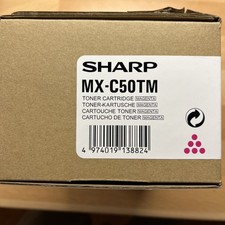 SHARP
MX-C50TM
TONER CARTRIDGE MAGENTA
TONER-KARTUSCHE MAGENTA
CARTOUCHE TONER MAGENTA
CARTUCHO DE TONER MAGENTA
4 974019 138824